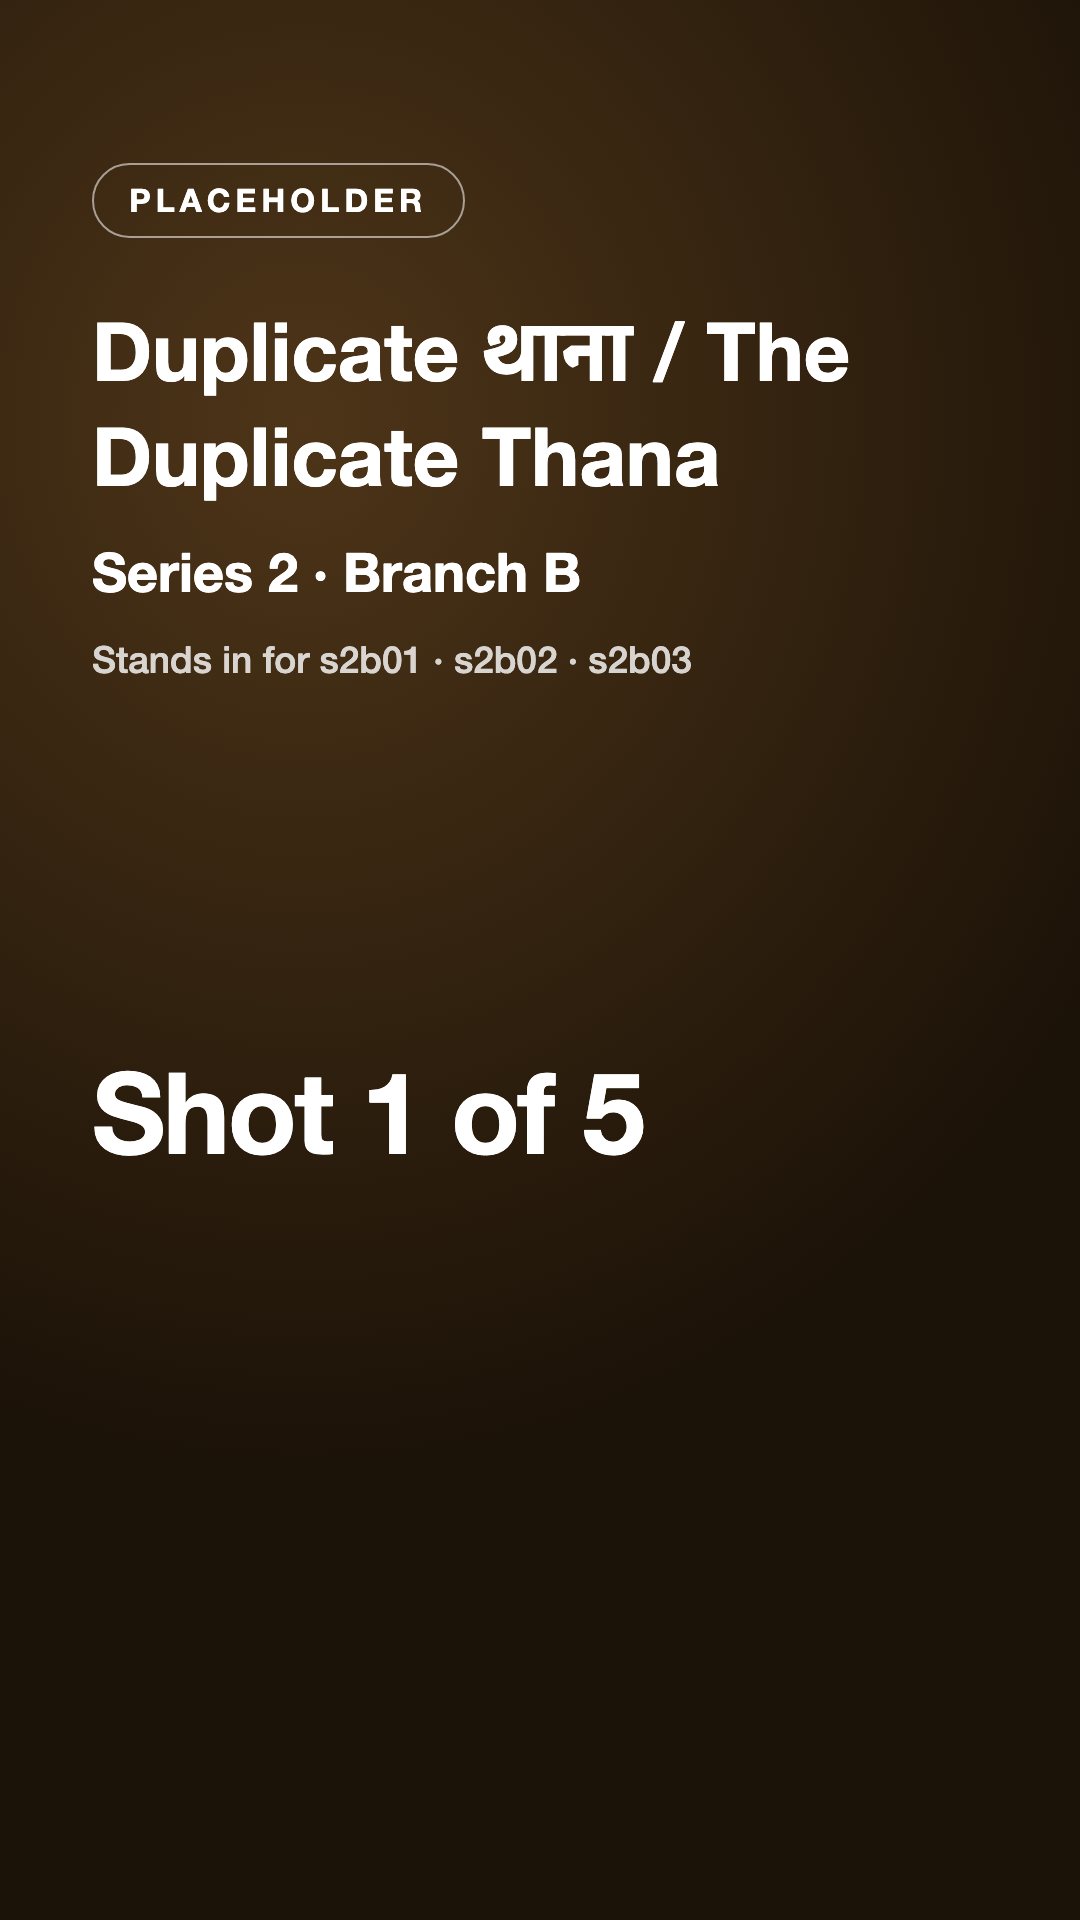 PLACEHOLDER
Duplicate थाना / The
Duplicate Thana
Series 2 · Branch B
Stands in for s2b01 · s2b02 · s2b03
Shot 1 of 5